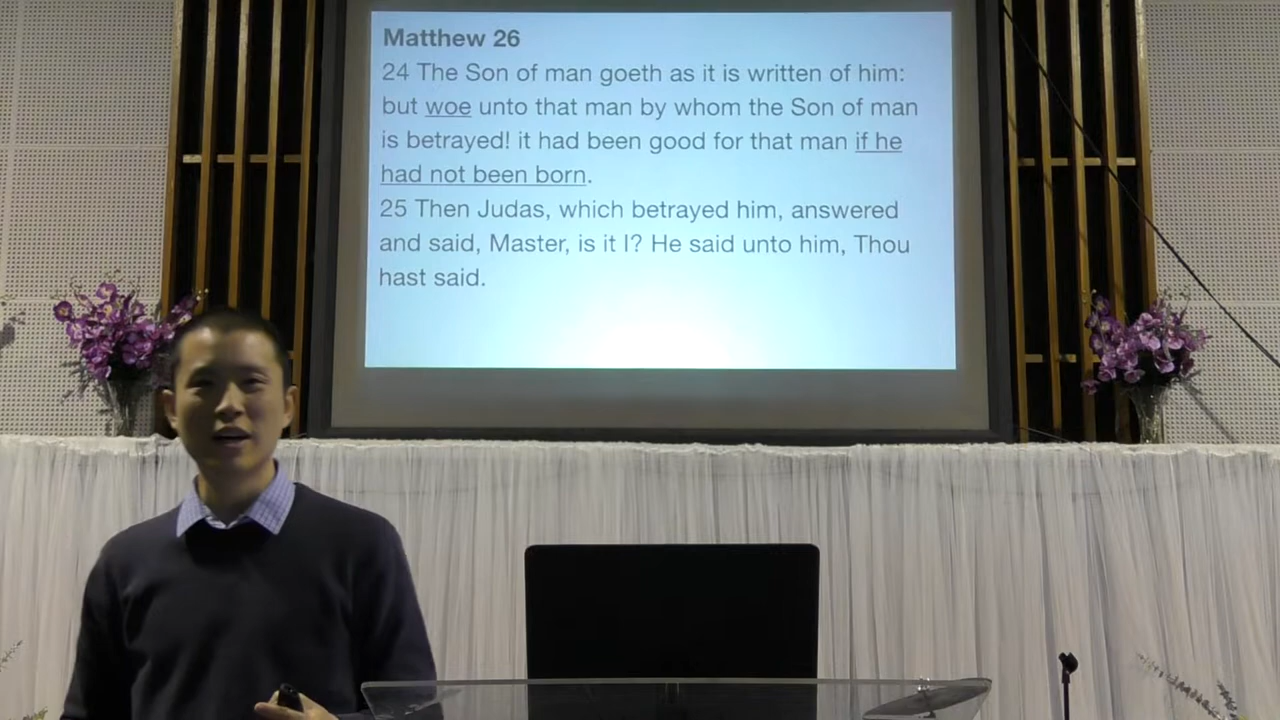 Matthew 26
24 The Son of man goeth as it is written of him:
but woe unto that man by whom the Son of man
is betrayed! it had been good for that man if he
had not been born.
25 Then Judas, which betrayed him, answered
and said, Master, is it I? He said unto him, Thou
hast said.